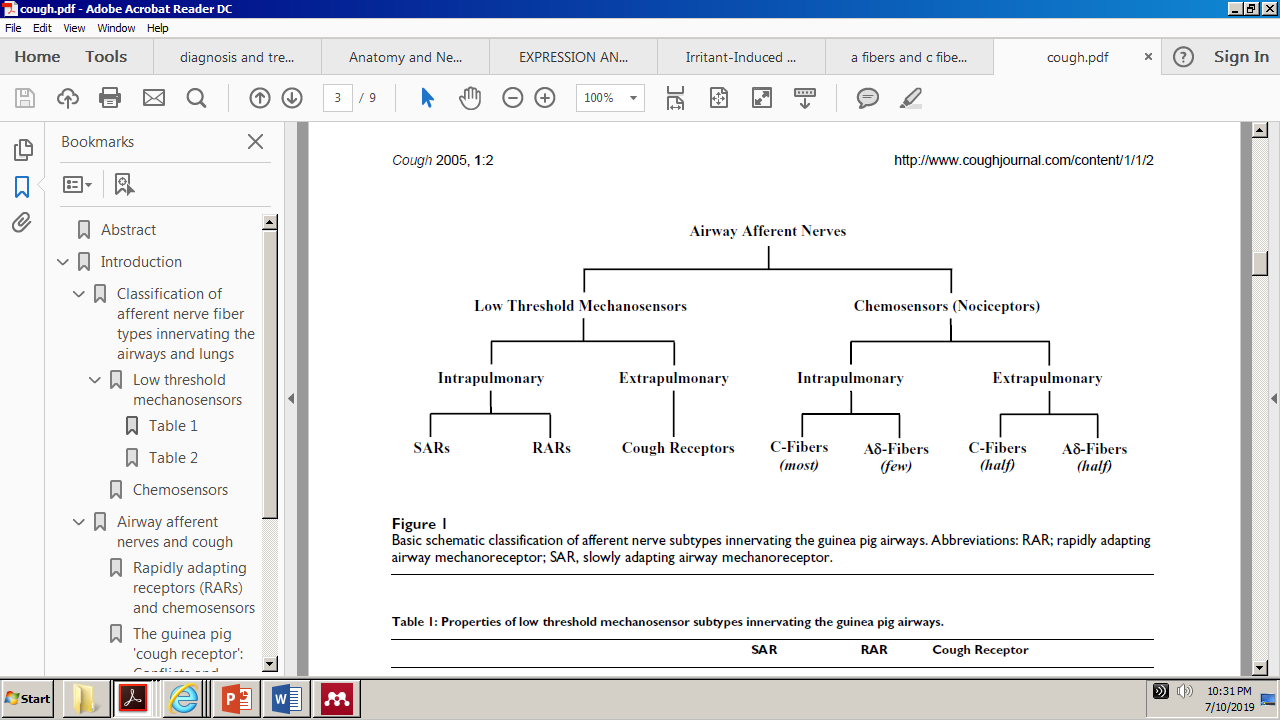 cough.pdf - Adobe Acrobat Reader DC
File Edit View Window Help
Home Tools diagnosis and tre... Anatomy and Ne... EXPRESSION AN... Irritant-Induced ... a fibers and c fibe... cough.pdf × ? Sign In
3 / 9 100%
Bookmarks
Abstract
Introduction
Classification of
afferent nerve fiber
types innervating the
airways and lungs
Low threshold
mechanosensors
Table 1
Table 2
Chemosensors
Airway afferent
nerves and cough
Rapidly adapting
receptors (RARs)
and chemosensors
The guinea pig
'cough receptor':
Conflicts and
Cough 2005, 1:2 http://www.coughjournal.com/content/1/1/2
Airway Afferent Nerves
Low Threshold Mechanosensors Chemosensors (Nociceptors)
Intrapulmonary Extrapulmonary Intrapulmonary Extrapulmonary
SARs RARs Cough Receptors C-Fibers Aδ-Fibers C-Fibers Aδ-Fibers
(most) (few) (half) (half)
Figure 1
Basic schematic classification of afferent nerve subtypes innervating the guinea pig airways. Abbreviations: RAR; rapidly adapting
airway mechanoreceptor; SAR, slowly adapting airway mechanoreceptor.
Table 1: Properties of low threshold mechanosensor subtypes innervating the guinea pig airways.
SAR RAR Cough Receptor
Start 10:31 PM
7/10/2019